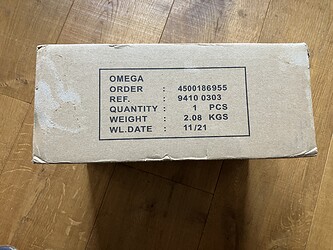 OMEGA
ORDER : 4500186955
REF. : 9410 0303
QUANTITY : 1 PCS
WEIGHT : 2.08 KGS
WL.DATE : 11/21